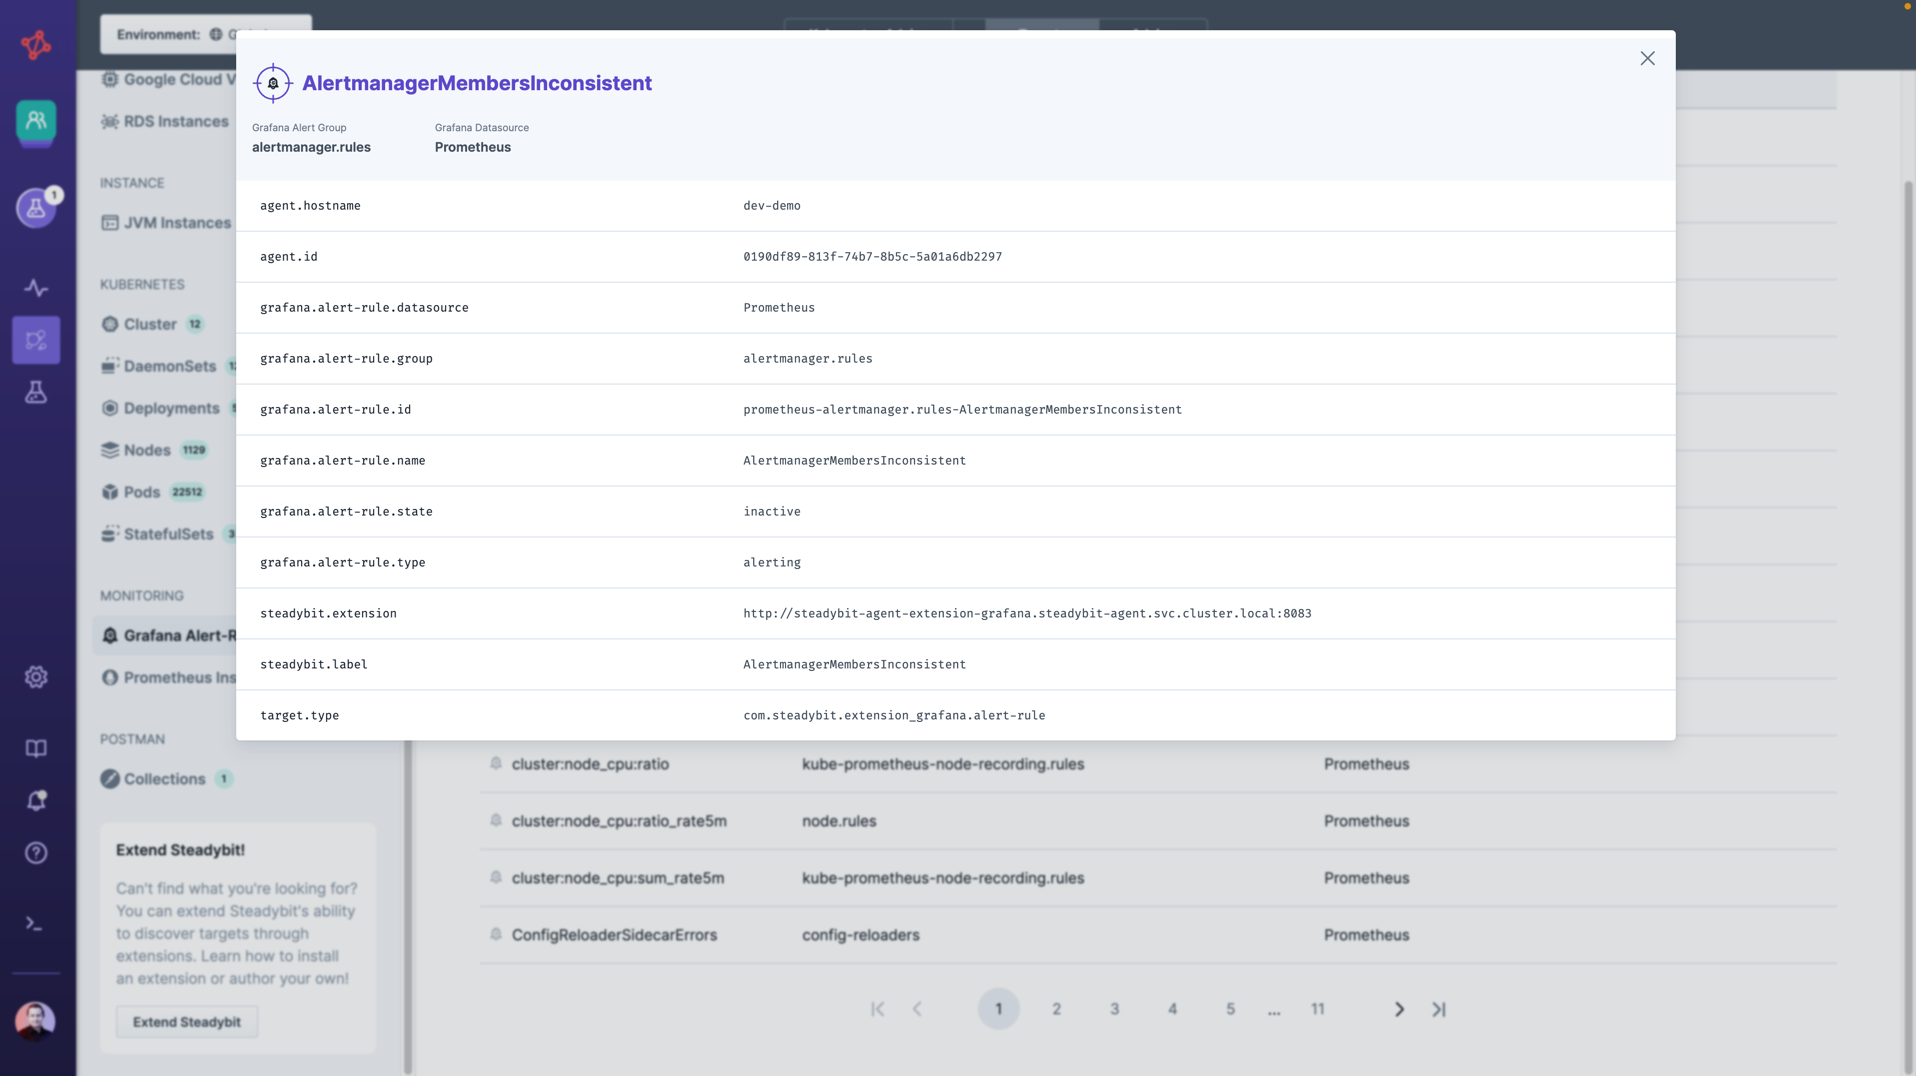 Environment:
Google Cloud V
RDS Instances
INSTANCE
JVM Instances
KUBERNETES
Cluster 12
DaemonSets
Deployments
Nodes 1129
Pods 22512
StatefulSets 3
MONITORING
Grafana Alert-R
Prometheus Ins
POSTMAN
Collections 1
Extend Steadybit!
Can't find what you're looking for?
You can extend Steadybit's ability
to discover targets through
extensions. Learn how to install
an extension or author your own!
Extend Steadybit
1
AlertmanagerMembersInconsistent
Grafana Alert Group
alertmanager.rules
Grafana Datasource
Prometheus
agent.hostname dev-demo
agent.id 0190df89-813f-74b7-8b5c-5a01a6db2297
grafana.alert-rule.datasource Prometheus
grafana.alert-rule.group alertmanager.rules
grafana.alert-rule.id prometheus-alertmanager.rules-AlertmanagerMembersInconsistent
grafana.alert-rule.name AlertmanagerMembersInconsistent
grafana.alert-rule.state inactive
grafana.alert-rule.type alerting
steadybit.extension http://steadybit-agent-extension-grafana.steadybit-agent.svc.cluster.local:8083
steadybit.label AlertmanagerMembersInconsistent
target.type com.steadybit.extension_grafana.alert-rule
cluster:node_cpu:ratio kube-prometheus-node-recording.rules Prometheus
cluster:node_cpu:ratio_rate5m node.rules Prometheus
cluster:node_cpu:sum_rate5m kube-prometheus-node-recording.rules Prometheus
ConfigReloaderSidecarErrors config-reloaders Prometheus
1 2 3 4 5 ... 11